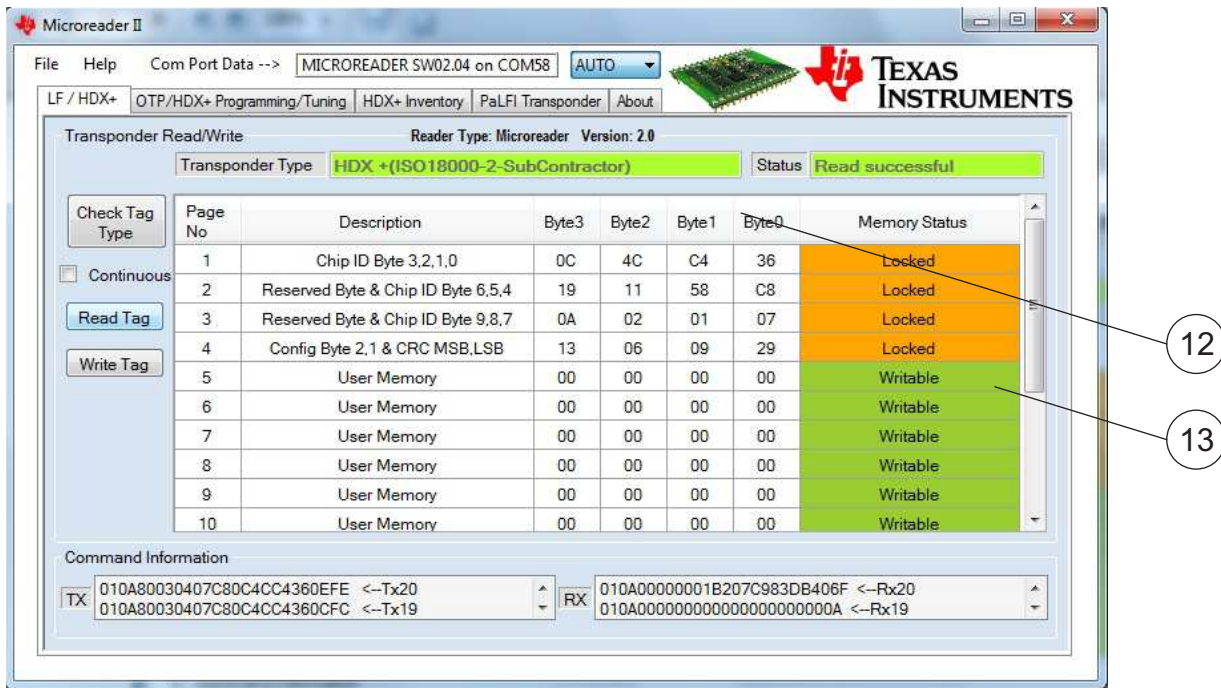 Microreader II
File Help Com Port Data --> MICROREADER SW02.04 on COM58 AUTO
TEXAS INSTRUMENTS
LF / HDX+ OTP/HDX+ Programming/Tuning HDX+ Inventory PaLFI Transponder About
Transponder Read/Write Reader Type: Microreader Version: 2.0
Transponder Type HDX +(ISO18000-2-SubContractor) Status Read successful
Check Tag Type
Continuous
Read Tag
Write Tag
Page No Description Byte3 Byte2 Byte1 Byte0 Memory Status
1 Chip ID Byte 3,2,1,0 0C 4C C4 36 Locked
2 Reserved Byte & Chip ID Byte 6,5,4 19 11 58 C8 Locked
3 Reserved Byte & Chip ID Byte 9,8,7 0A 02 01 07 Locked
4 Config Byte 2,1 & CRC MSB,LSB 13 06 09 29 Locked
5 User Memory 00 00 00 00 Writable
6 User Memory 00 00 00 00 Writable
7 User Memory 00 00 00 00 Writable
8 User Memory 00 00 00 00 Writable
9 User Memory 00 00 00 00 Writable
10 User Memory 00 00 00 00 Writable
12
13
Command Information
TX
010A80030407C80C4CC4360EFE <--Tx20
010A80030407C80C4CC4360CFC <--Tx19
RX
010A00000001B207C983DB406F <--Rx20
010A00000000000000000000000A <--Rx19